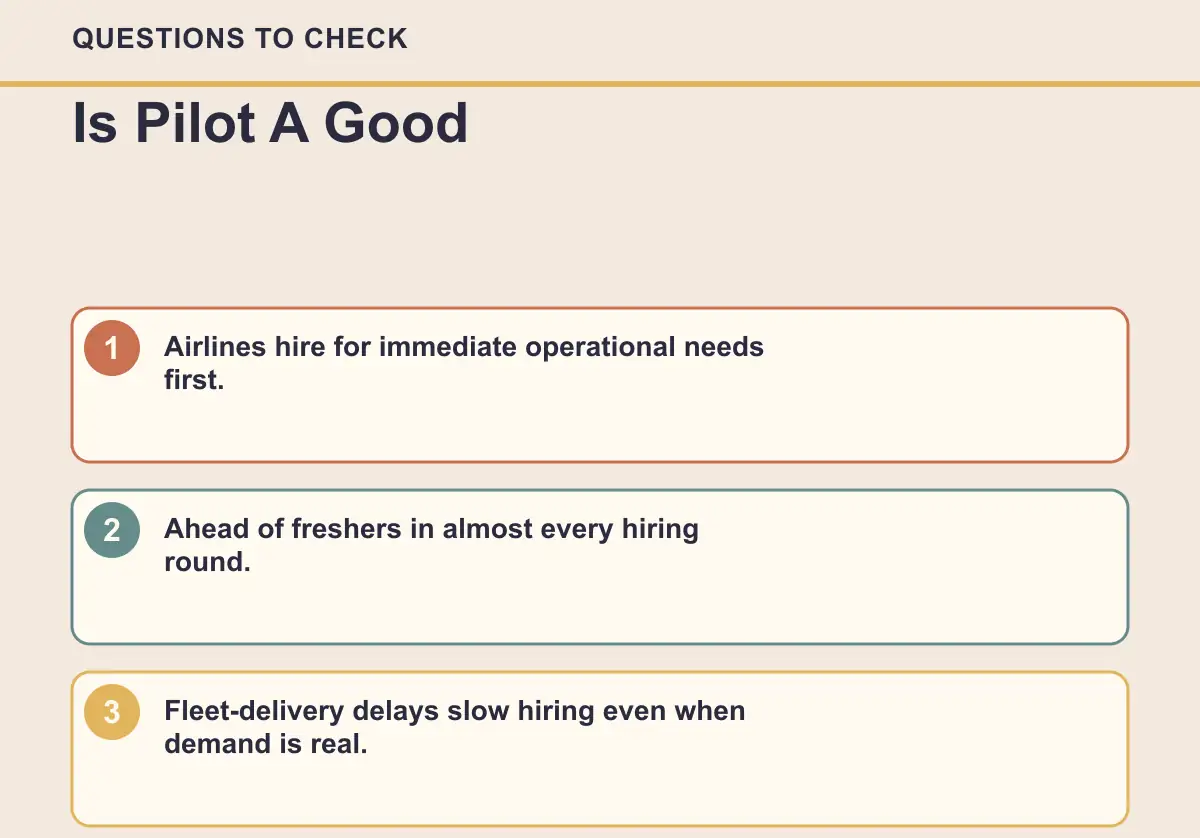 QUESTIONS TO CHECK
Is Pilot A Good
1
Airlines hire for immediate operational needs
first.
2
Ahead of freshers in almost every hiring
round.
3
Fleet-delivery delays slow hiring even when
demand is real.